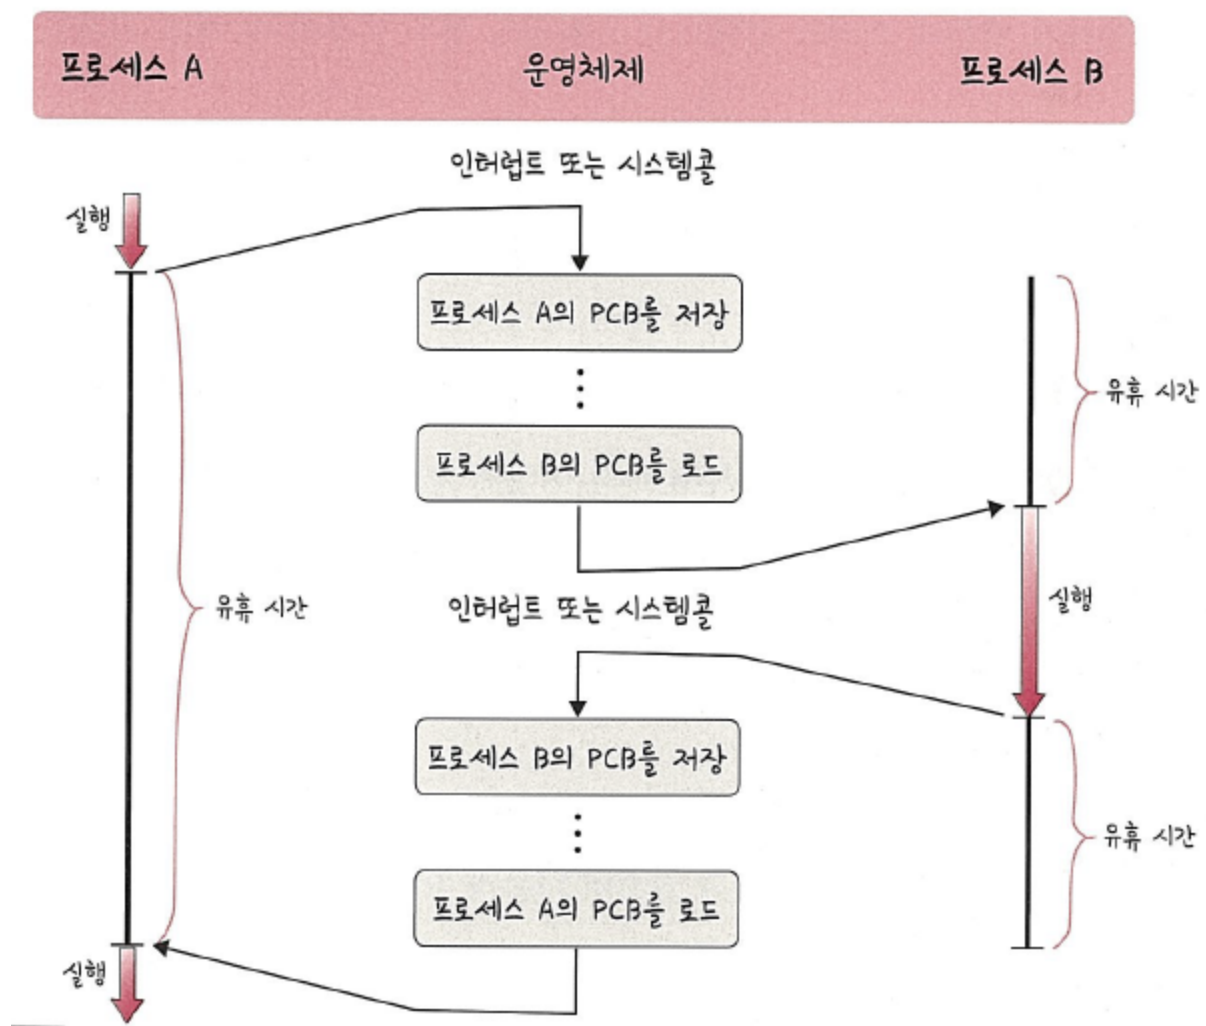 프로세스 A
운영체제
프로세스 B
인터럽트 또는 시스템콜
실행
프로세스 A의 PCB를 저장
유휴 시간
프로세스 B의 PCB를 로드
유휴 시간
인터럽트 또는 시스템콜
실행
프로세스 B의 PCB를 저장
유휴 시간
프로세스 A의 PCB를 로드
실행